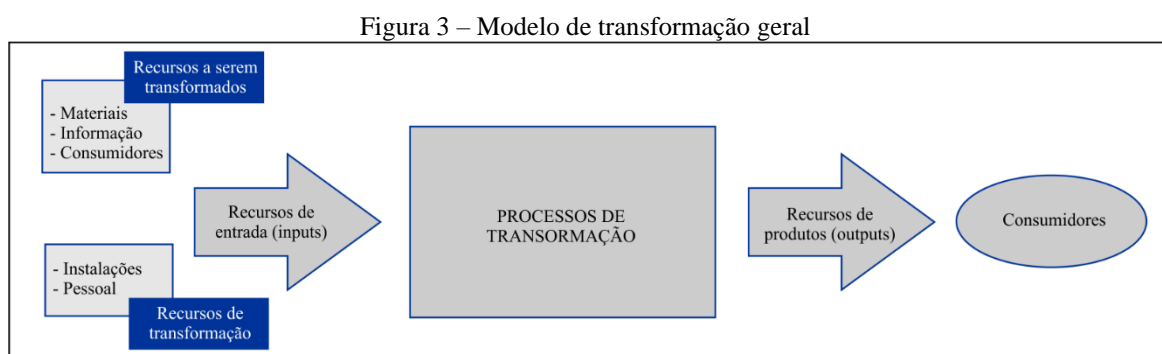 Figura 3 – Modelo de transformação geral
Recursos a serem
transformados
- Materiais
- Informação
- Consumidores
Recursos de
entrada (inputs)
- Instalações
- Pessoal
Recursos de
transformação
PROCESSOS DE
TRANSORMAÇÃO
Recursos de
produtos (outputs)
Consumidores